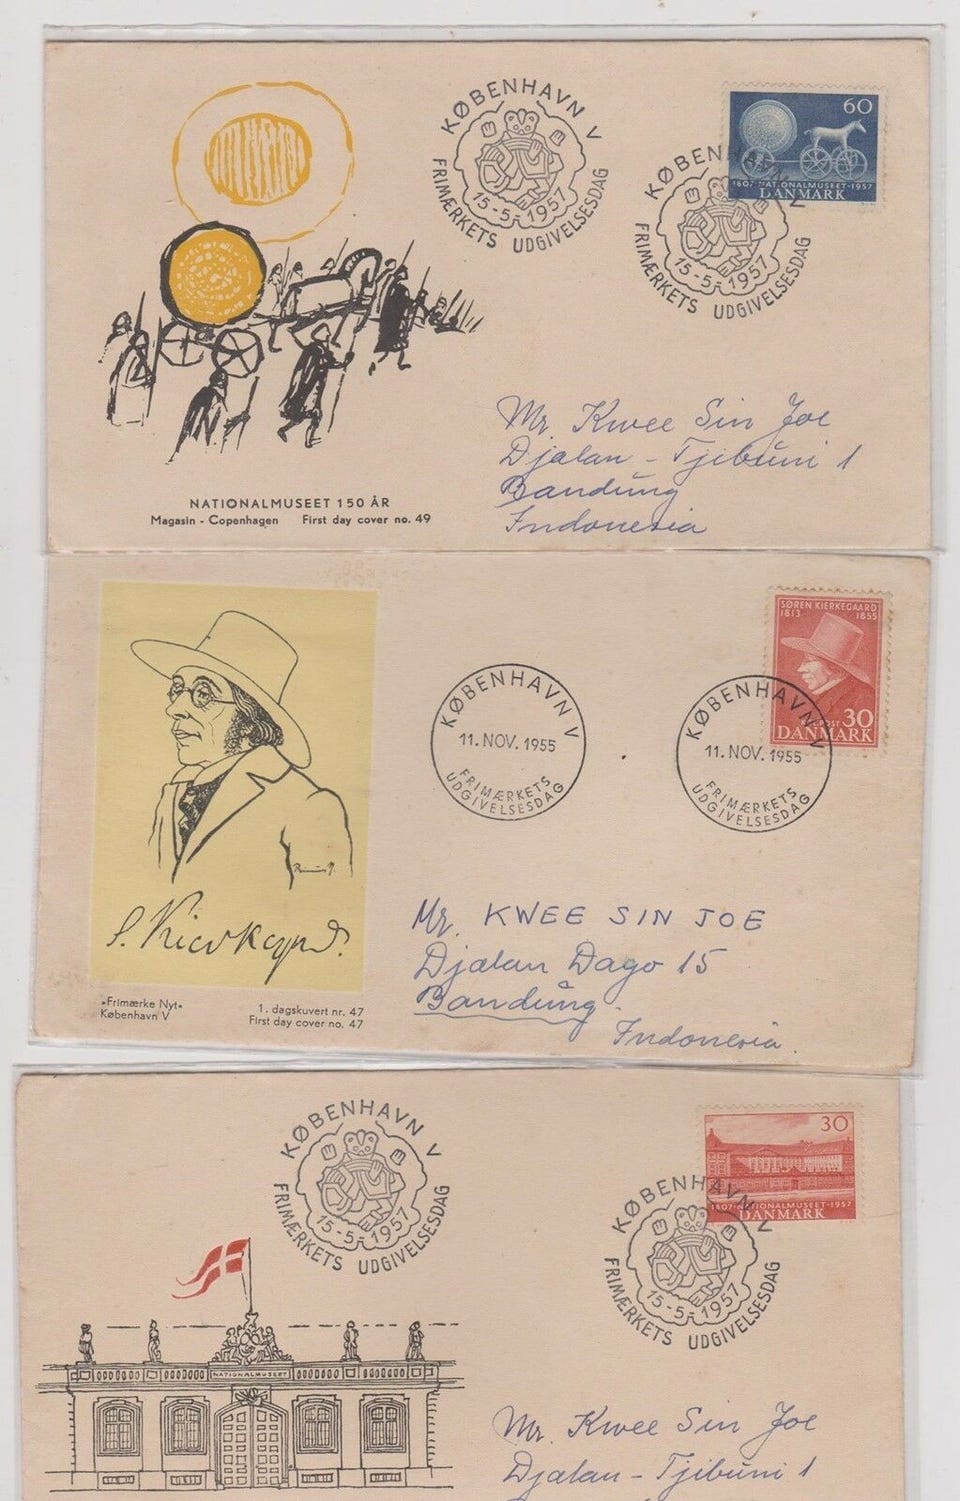 KØBENHAVN V
15-5-1957
FRIMÆRKETS UDGIVELSESDAG
60
1807-NATIONALMUSEET-1957
DANMARK
KØBENHAVN V
15-5-1957
FRIMÆRKETS UDGIVELSESDAG
Mr Kwee Sin Joe
Djalan - Tjibuni 1
Bandung
Indonesia
NATIONALMUSEET 150 ÅR
Magasin - Copenhagen First day cover no. 49
SØREN KIERKEGAARD
1813 1855
POST 30
DANMARK
KØBENHAVN V
11. NOV. 1955
FRIMÆRKETS
UDGIVELSESDAG
KØBENHAVN V
11. NOV. 1955
FRIMÆRKETS
UDGIVELSESDAG
S. Kierkegaard.
Mr. KWEE SIN JOE
Djalan Dago 15
Bandung.
Indonesia
»Frimærke Nyt«
København V
1. dagskuvert nr. 47
First day cover no. 47
KØBENHAVN V
15-5-1957
FRIMÆRKETS UDGIVELSESDAG
30
1807-NATIONALMUSEET-1957
DANMARK
KØBENHAVN V
15-5-1957
FRIMÆRKETS UDGIVELSESDAG
NATIONALMUSEET
Mr. Kwee Sin Joe
Djalan - Tjibuni 1